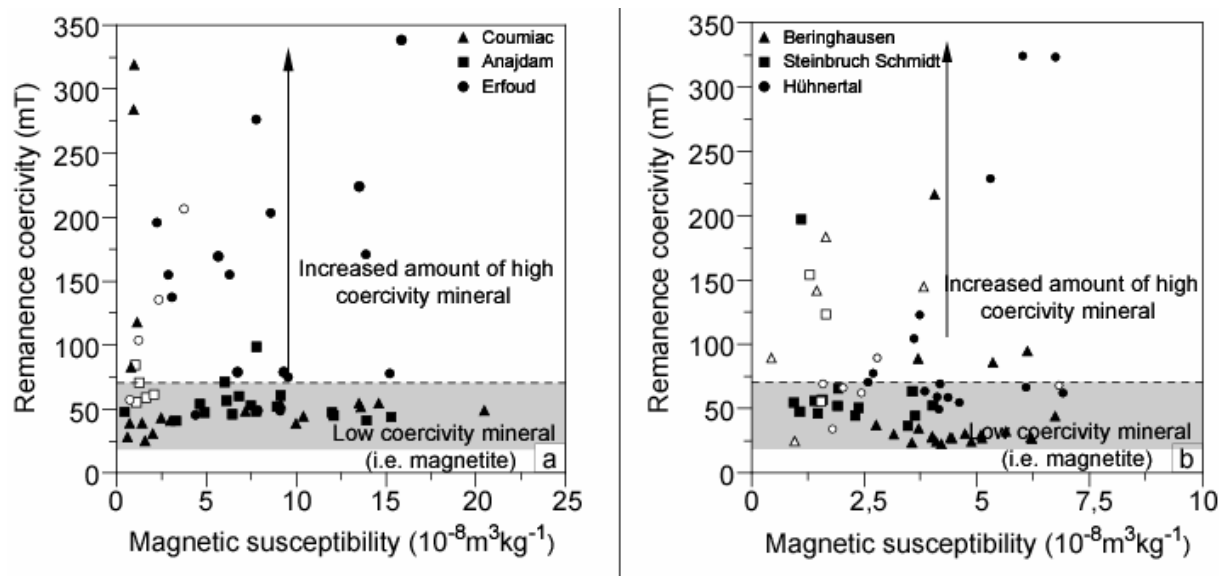 350
300
250
200
150
100
50
0
Remanence coercivity (mT)
▲ Coumiac
■ Anajdam
● Erfoud
Increased amount of high
coercivity mineral
Low coercivity mineral
(i.e. magnetite)
a
0 5 10 15 20 25
Magnetic susceptibility (10⁻⁸m³kg⁻¹)
350
300
250
200
150
100
50
0
Remanence coercivity (mT)
▲ Beringhausen
■ Steinbruch Schmidt
● Hühnertal
Increased amount of high
coercivity mineral
Low coercivity mineral
(i.e. magnetite)
b
0 2,5 5 7,5 10
Magnetic susceptibility (10⁻⁸m³kg⁻¹)